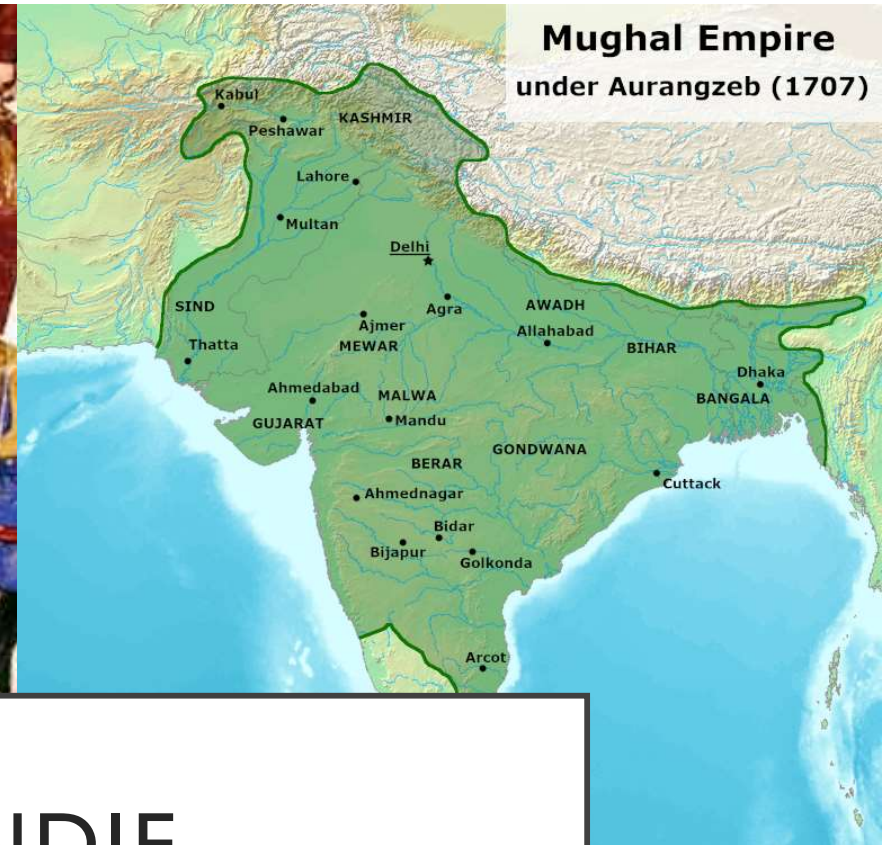 Mughal Empire
under Aurangzeb (1707)
Kabul
KASHMIR
Peshawar
Lahore
Multan
Delhi
SIND
Agra
AWADH
Ajmer
Allahabad
MEWAR
BIHAR
Thatta
Dhaka
Ahmedabad
MALWA
BANGALA
GUJARAT
Mandu
GONDWANA
BERAR
Cuttack
Ahmednagar
Bidar
Bijapur
Golkonda
Arcot